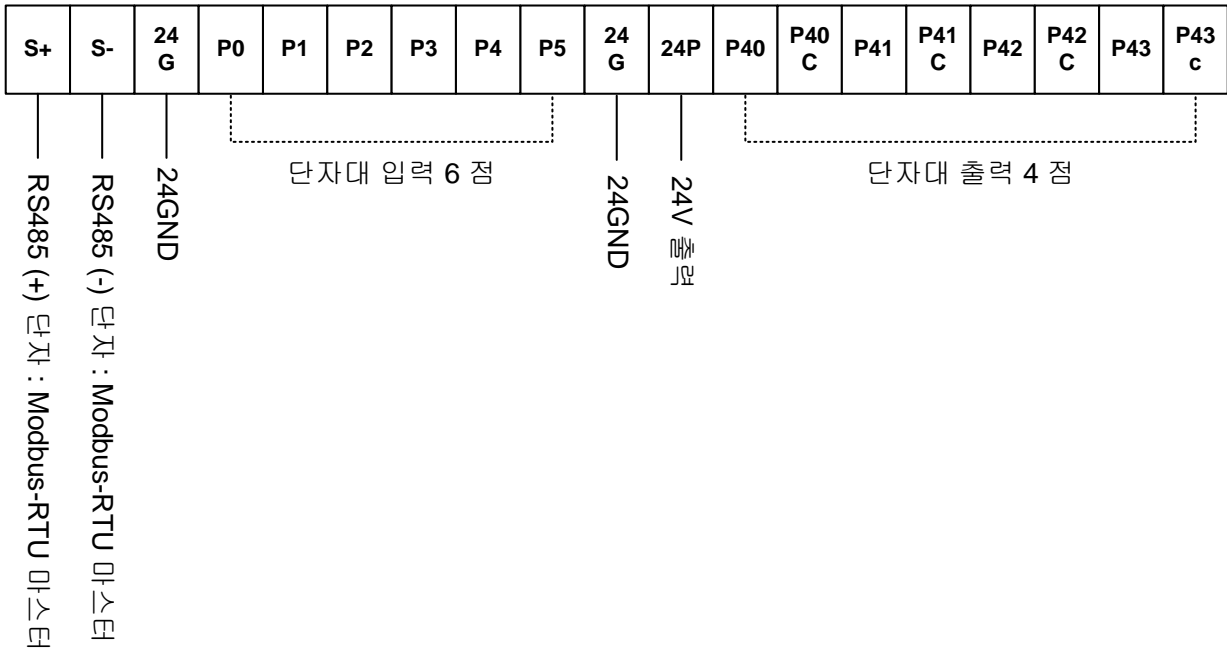 S+ S- 24 G P0 P1 P2 P3 P4 P5 24 G 24P P40 P40 C P41 P41 C P42 P42 C P43 P43 c
단자대 입력 6 점
단자대 출력 4 점
RS485 (+) 단자 : Modbus-RTU 마스터
RS485 (-) 단자 : Modbus-RTU 마스터
24GND
24GND
24V 출력